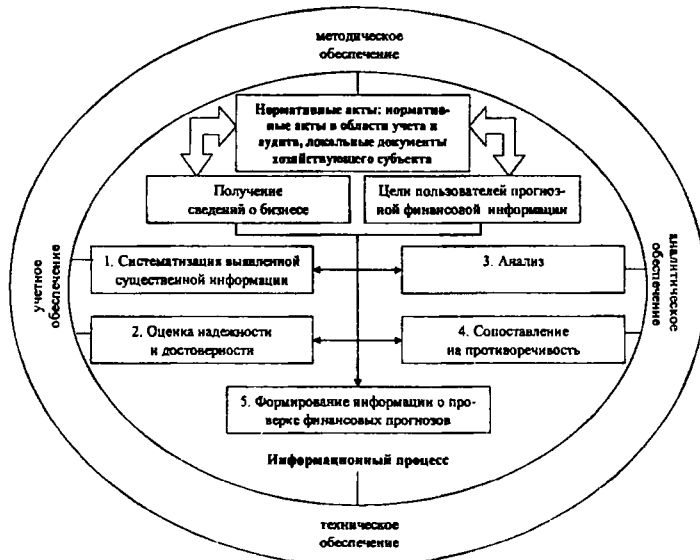 методическое
обеспечение
Нормативные акты: норматив-
ные акты в области учета и
аудита, локальные документы
хозяйствующего субъекта
Получение
сведений о бизнесе
Цели пользователей прогноз-
ной финансовой информации
учетное
обеспечение
1. Систематизация выявленной
существенной информации
3. Анализ
аналитическое
обеспечение
2. Оценка надежности
и достоверности
4. Сопоставление
на противоречивость
5. Формирование информации о про-
верке финансовых прогнозов
Информационный процесс
техническое
обеспечение